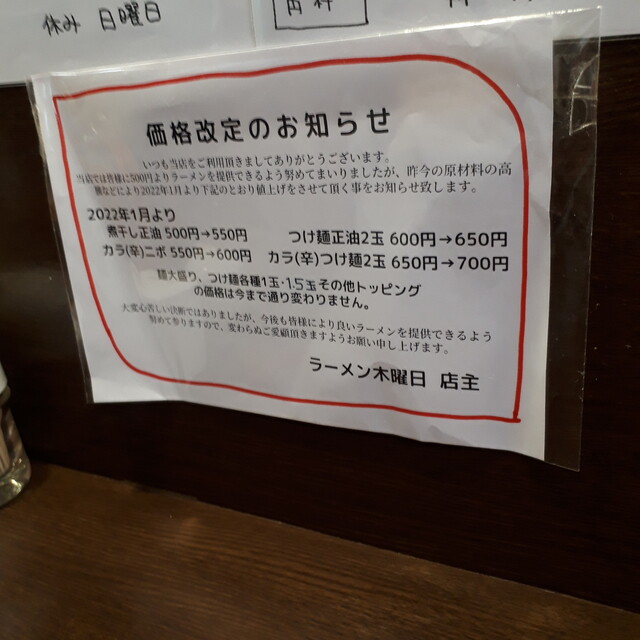 休み 日曜日
価格改定のお知らせ
いつも当店をご利用頂きましてありがとうございます。
当店では皆様に500円よりラーメンを提供できるよう努めてまいりましたが、昨今の原材料の高
騰などにより2022年1月より下記のとおり値上げをさせて頂く事をお知らせ致します。
2022年1月より
煮干し正油 500円→550円 つけ麺正油2玉 600円→650円
カラ(辛)ニボ 550円→600円 カラ(辛)つけ麺2玉 650円→700円
麺大盛り、つけ麺各種1玉・1.5玉その他トッピング
の価格は今まで通り変わりません。
大変心苦しい決断ではありましたが、今後も皆様により良いラーメンを提供できるよう
努めて参りますので、変わらぬご愛顧頂きますようお願い申し上げます。
ラーメン木曜日 店主